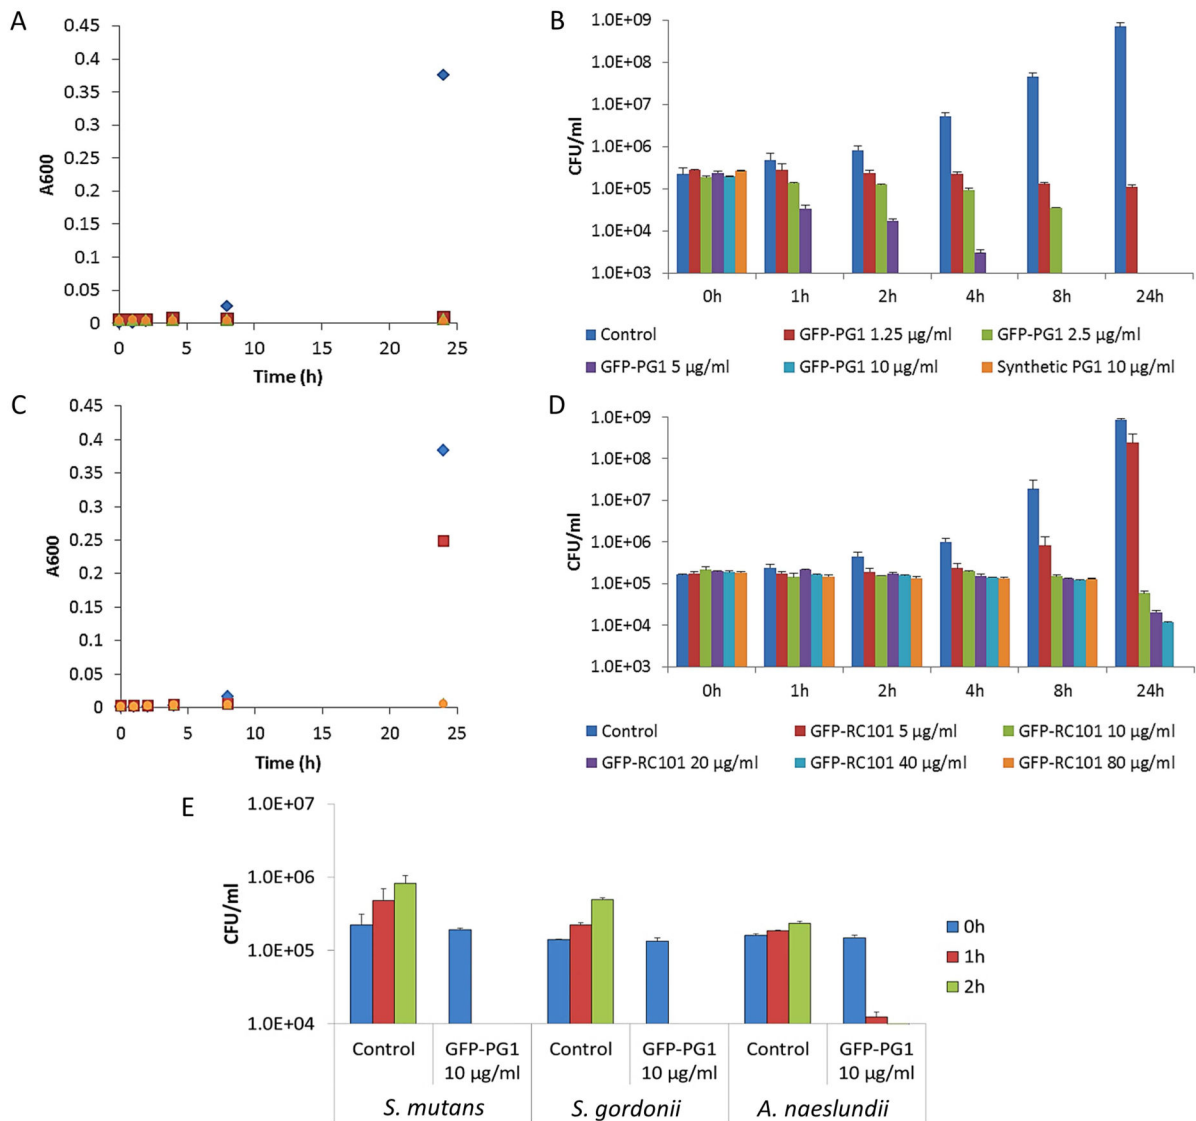 A
0.45
0.4
0.35
0.3
0.25
0.2
0.15
0.1
0.05
0
A600
0 5 10 15 20 25
Time (h)
B
1.0E+09
1.0E+08
1.0E+07
1.0E+06
1.0E+05
1.0E+04
1.0E+03
CFU/ml
0h 1h 2h 4h 8h 24h
Control GFP-PG1 1.25 µg/ml GFP-PG1 2.5 µg/ml
GFP-PG1 5 µg/ml GFP-PG1 10 µg/ml Synthetic PG1 10 µg/ml
C
0.45
0.4
0.35
0.3
0.25
0.2
0.15
0.1
0.05
0
A600
0 5 10 15 20 25
Time (h)
D
1.0E+09
1.0E+08
1.0E+07
1.0E+06
1.0E+05
1.0E+04
1.0E+03
CFU/ml
0h 1h 2h 4h 8h 24h
Control GFP-RC101 5 µg/ml GFP-RC101 10 µg/ml
GFP-RC101 20 µg/ml GFP-RC101 40 µg/ml GFP-RC101 80 µg/ml
E
1.0E+07
1.0E+06
1.0E+05
1.0E+04
CFU/ml
0h
1h
2h
Control GFP-PG1 Control GFP-PG1 Control GFP-PG1
10 µg/ml 10 µg/ml 10 µg/ml
S. mutans S. gordonii A. naeslundii